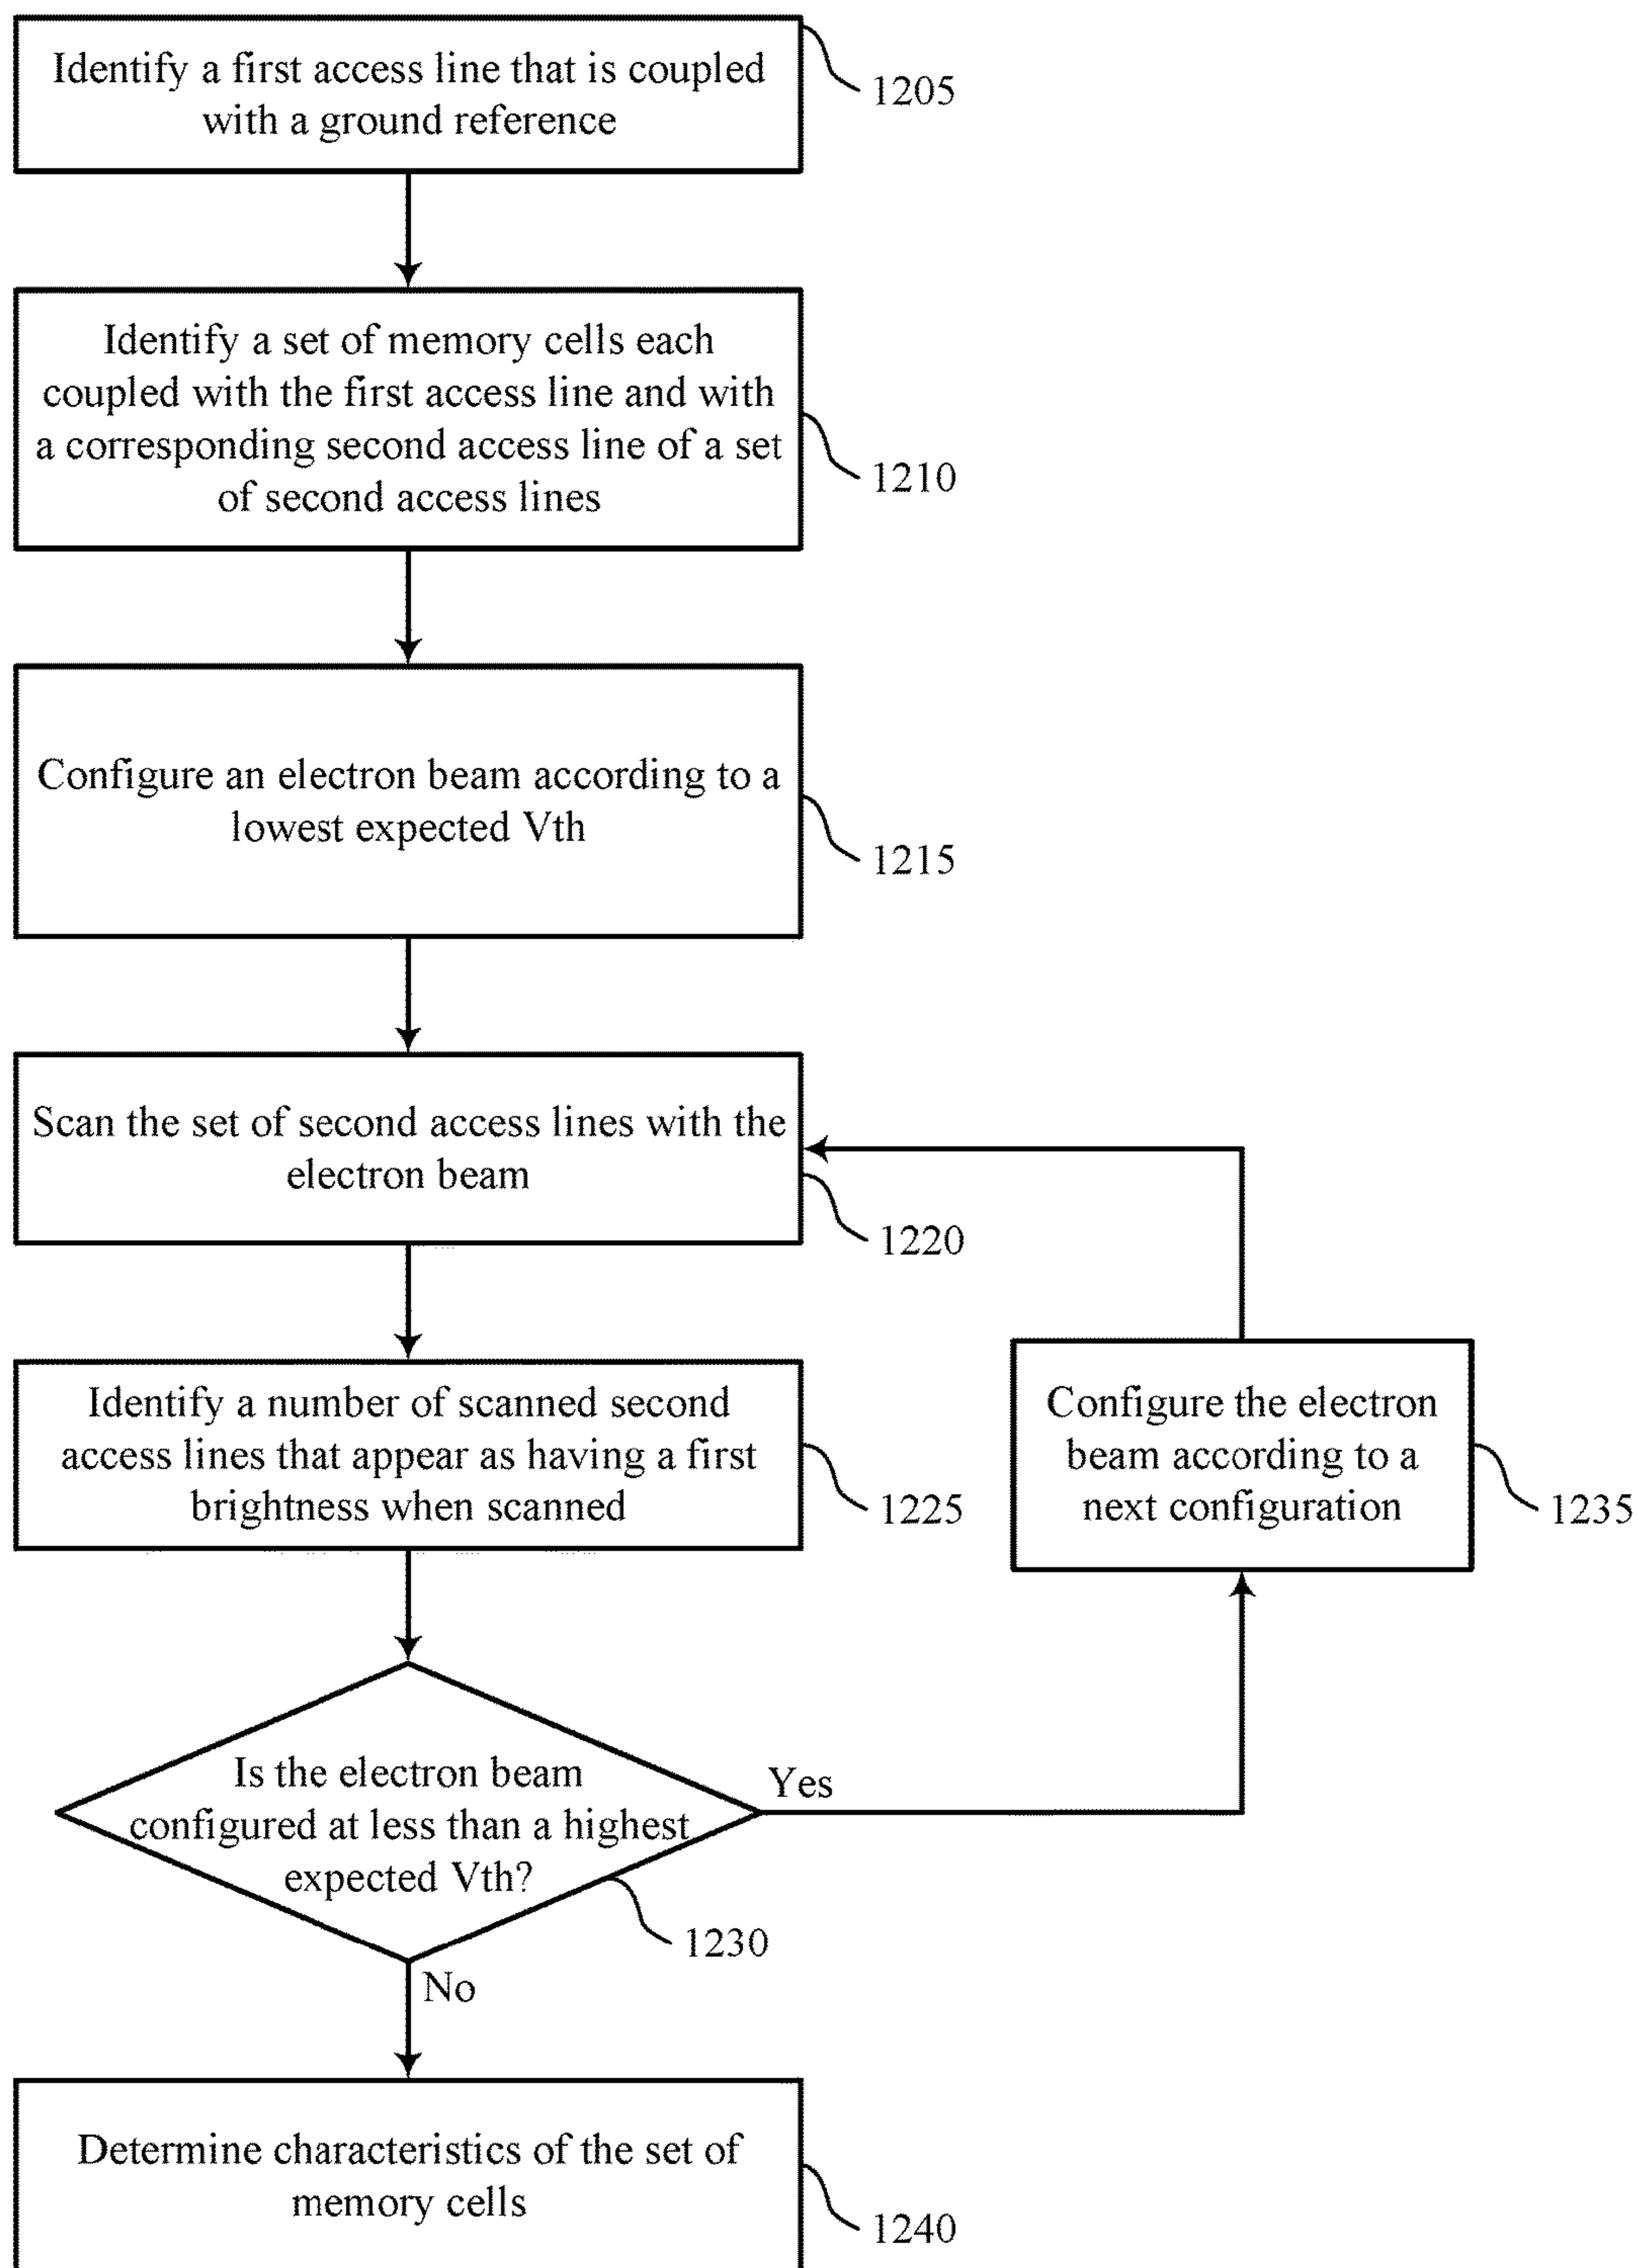 Identify a first access line that is coupled
with a ground reference
1205
Identify a set of memory cells each
coupled with the first access line and with
a corresponding second access line of a set
of second access lines
1210
Configure an electron beam according to a
lowest expected Vth
1215
Scan the set of second access lines with the
electron beam
1220
Identify a number of scanned second
access lines that appear as having a first
brightness when scanned
1225
Configure the electron
beam according to a
next configuration
1235
Is the electron beam
configured at less than a highest
expected Vth?
Yes
1230
No
Determine characteristics of the set of
memory cells
1240